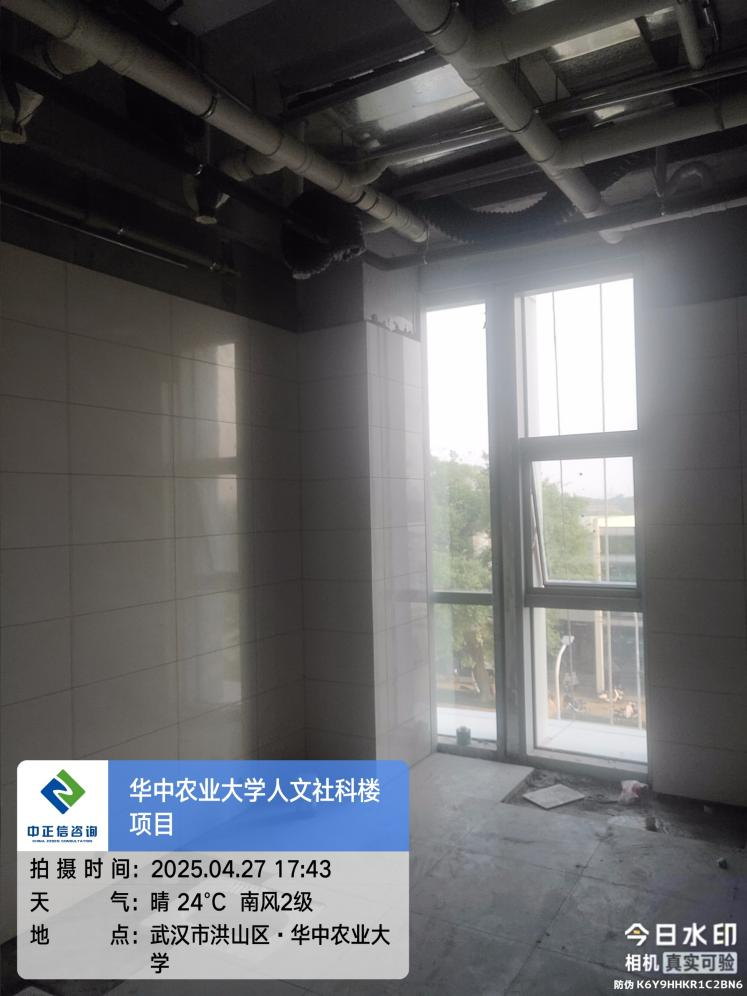 中正信咨询
CHINA ZEXIN CONSULTATION
华中农业大学人文社科楼
项目
拍摄时间：2025.04.27 17:43
天气：晴 24℃ 南风2级
地点：武汉市洪山区·华中农业大
学
今日水印
相机 真实可验
防伪 K6Y9HHKR1C2BN6